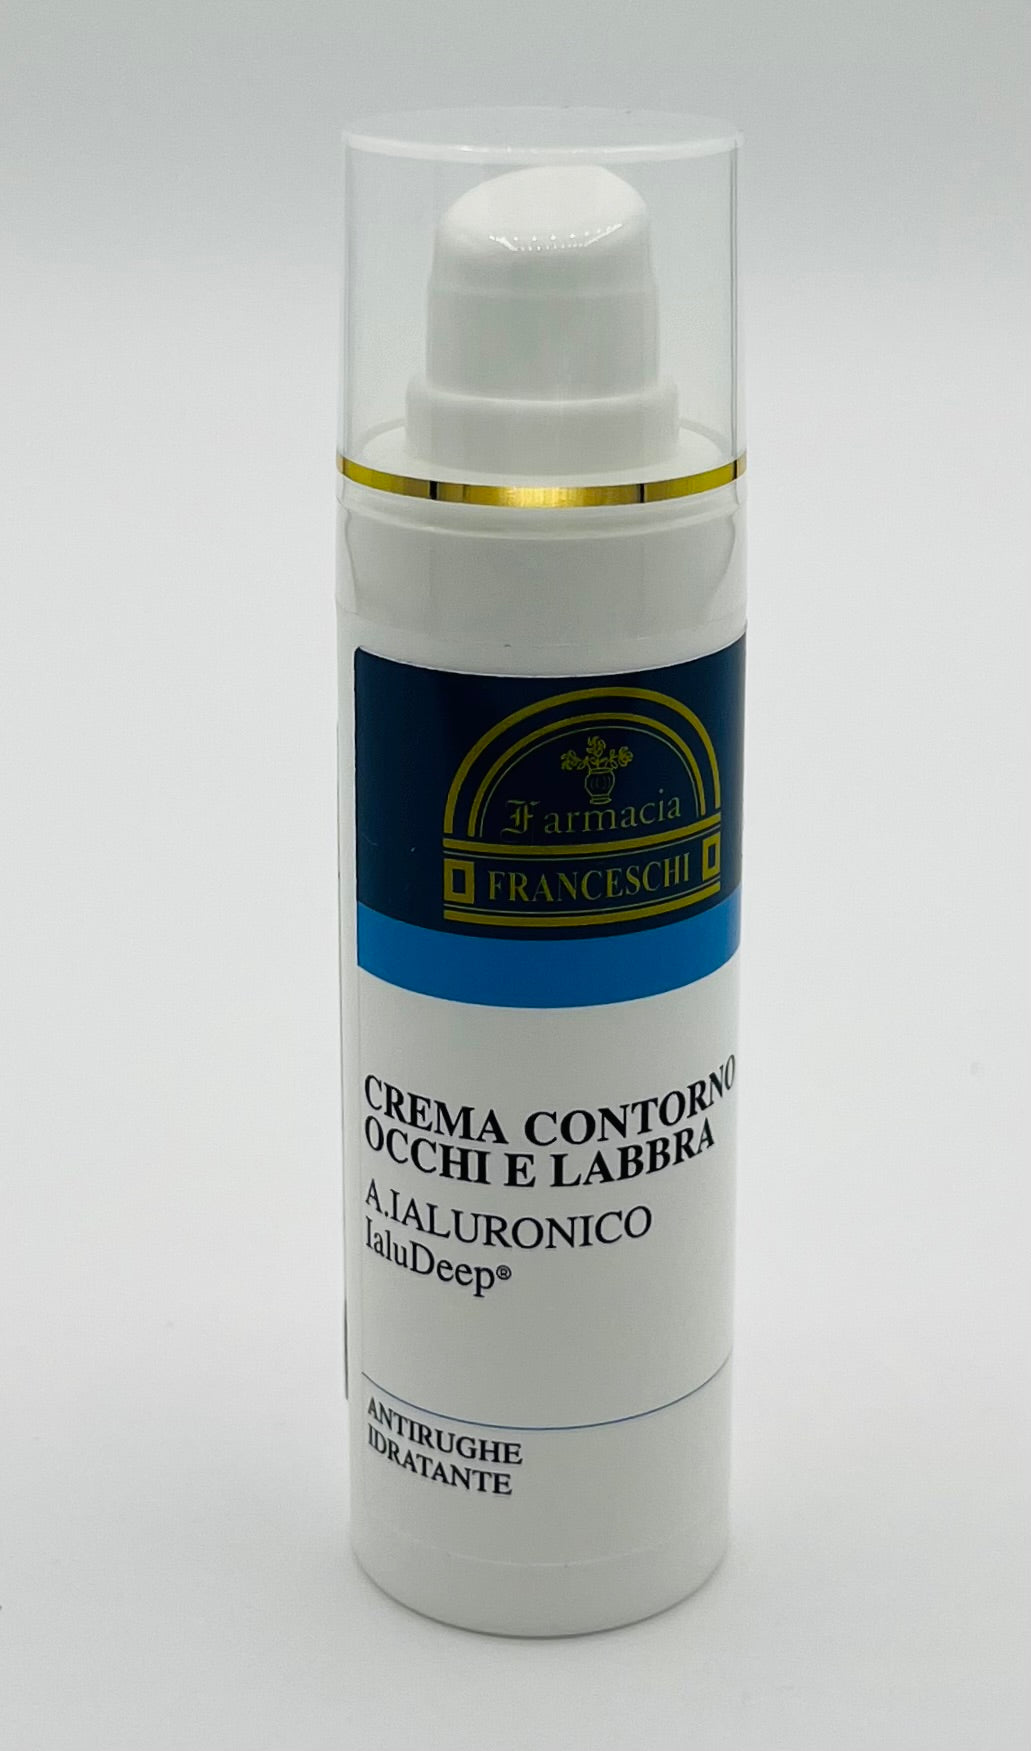 Farmacia
FRANCESCHI
CREMA CONTORNO
OCCHI E LABBRA
A.IALURONICO
IaluDeep®
ANTIRUGHE
IDRATANTE